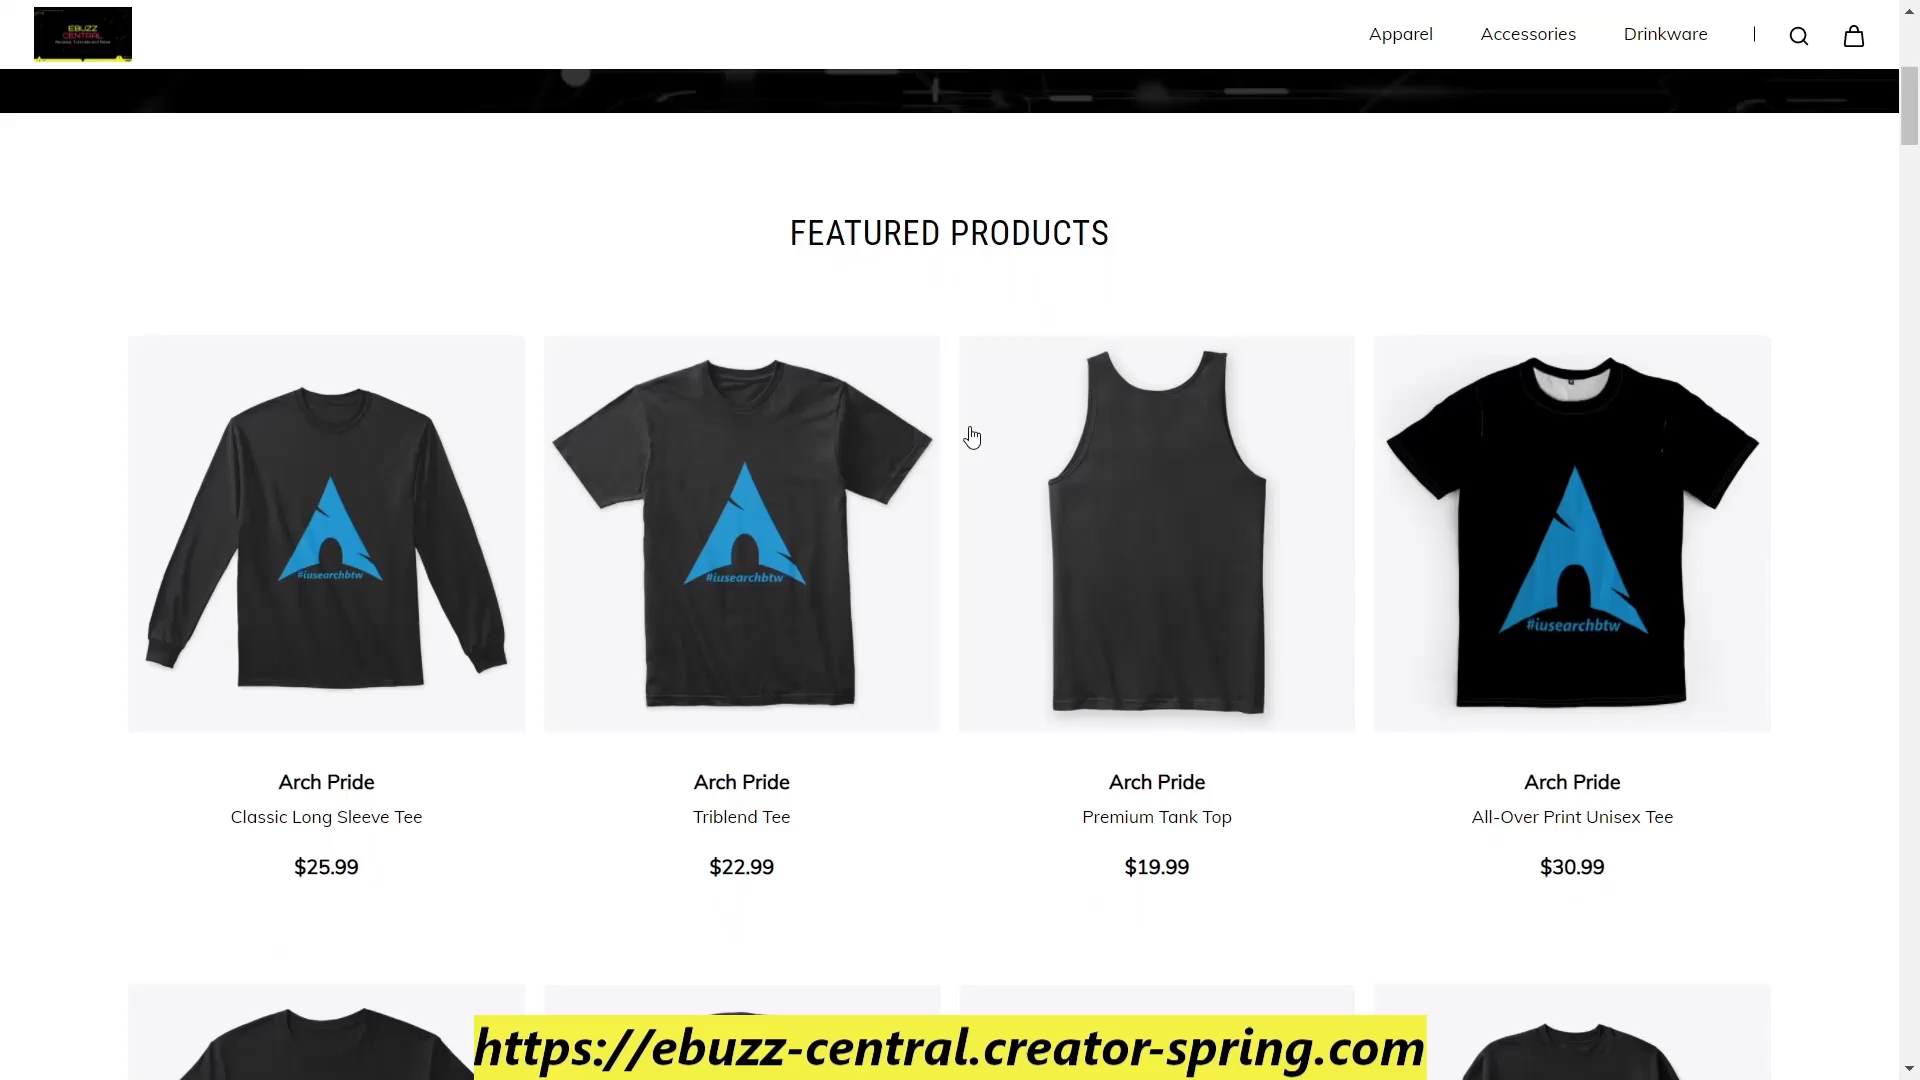 EBUZZ
CENTRAL
Apparel
Accessories
Drinkware
FEATURED PRODUCTS
#iusearchbtw
#iusearchbtw
#iusearchbtw
Arch Pride
Classic Long Sleeve Tee
$25.99
Arch Pride
Triblend Tee
$22.99
Arch Pride
Premium Tank Top
$19.99
Arch Pride
All-Over Print Unisex Tee
$30.99
https://ebuzz-central.creator-spring.com